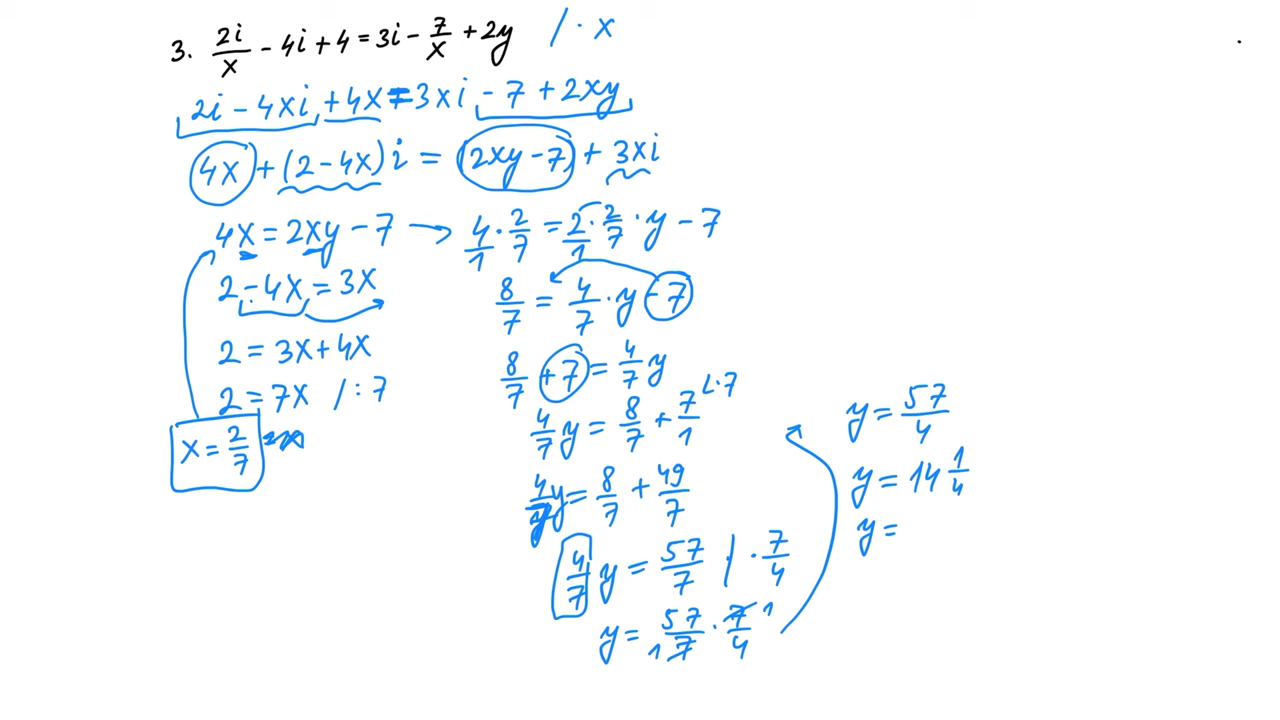 3. 2i/x - 4i + 4 = 3i - 7/x + 2y / · x
2i - 4xi + 4x = 3xi - 7 + 2xy
4x + (2 - 4x)i = (2xy - 7) + 3xi
4x = 2xy - 7 →
2 - 4x = 3x
2 = 3x + 4x
2 = 7x / : 7
x = 2/7
4/1 · 2/7 = 2/1 · 2/7 · y - 7
8/7 = 4/7 · y - 7
8/7 + 7 = 4/7 y
4/7 y = 8/7 + 7/1 ∟·7
4/7 y = 8/7 + 49/7
4/7 y = 57/7 | · 7/4
y = 57/7 · 7/4 1 1
y = 57/4
y = 14 1/4
y =